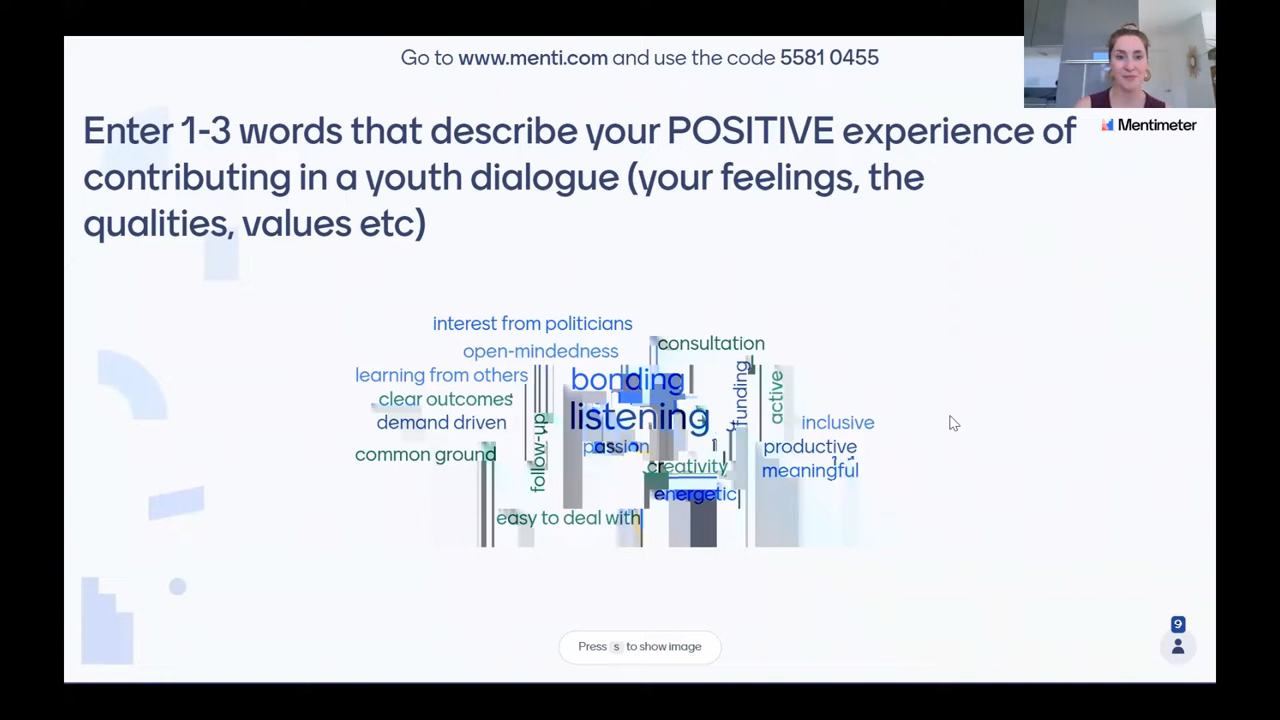 Go to www.menti.com and use the code 5581 0455
Mentimeter
Enter 1-3 words that describe your POSITIVE experience of
contributing in a youth dialogue (your feelings, the
qualities, values etc)
interest from politicians
consultation
open-mindedness
learning from others
bonding
funding
active
clear outcomes
listening
demand driven
inclusive
passion
productive
common ground
follow-up
creativity
meaningful
energetic
easy to deal with
Press s to show image
9